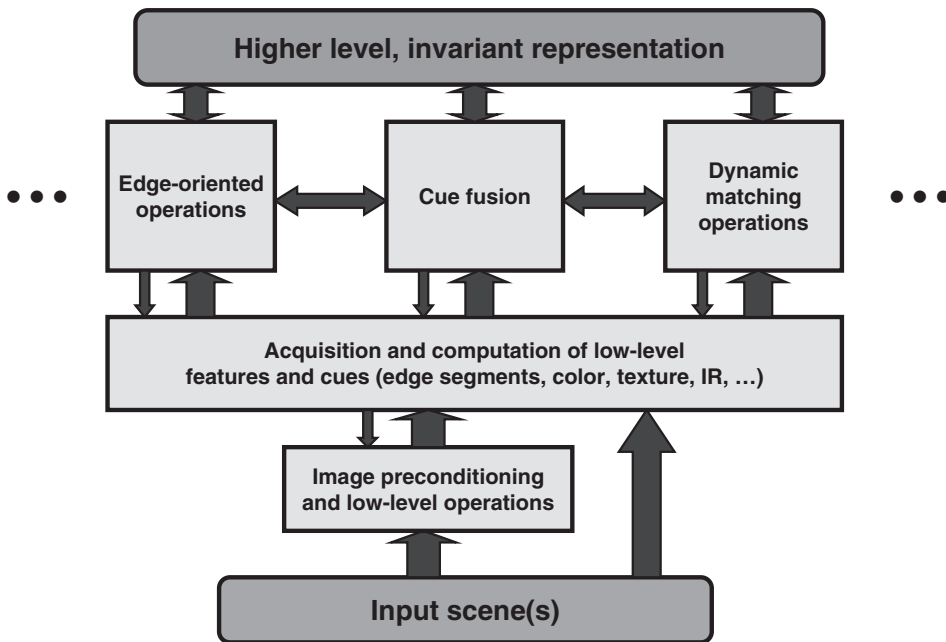 Higher level, invariant representation
Edge-oriented
operations
Cue fusion
Dynamic
matching
operations
Acquisition and computation of low-level
features and cues (edge segments, color, texture, IR, …)
Image preconditioning
and low-level operations
Input scene(s)